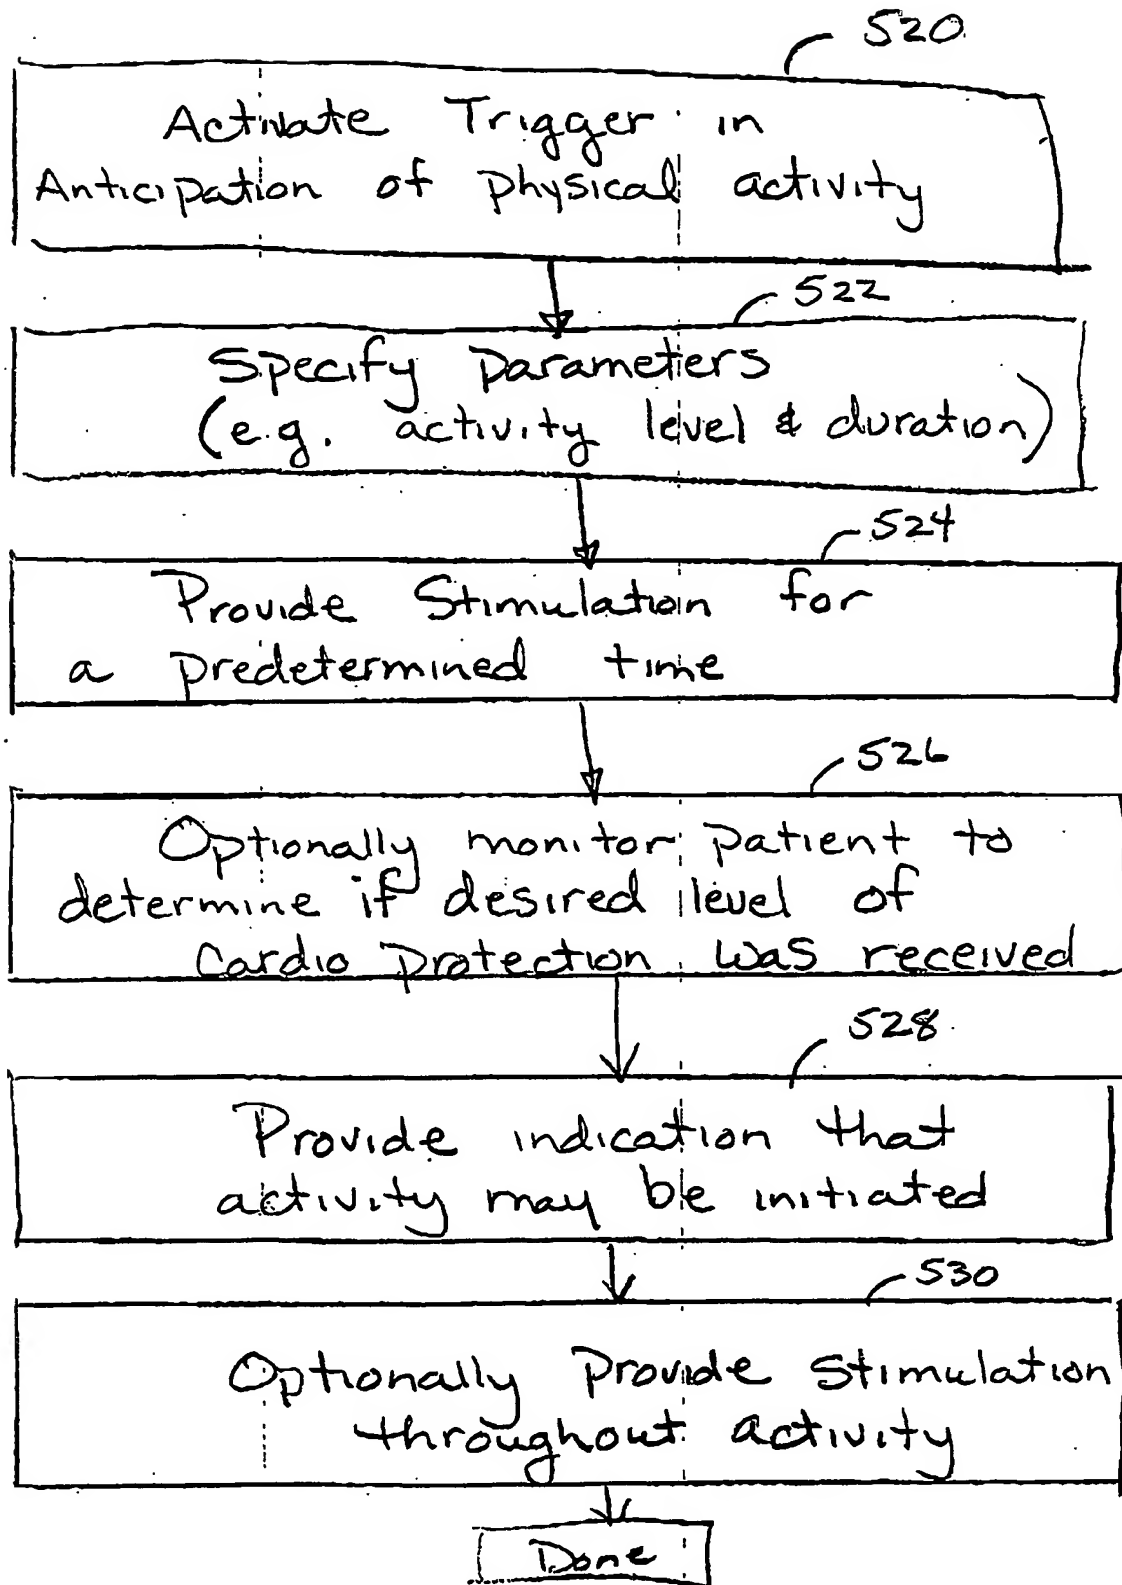 520
Activate Trigger in
Anticipation of physical activity
522
Specify Parameters
(e.g. activity level & duration)
524
Provide Stimulation for
a predetermined time
526
Optionally monitor patient to
determine if desired level of
Cardio protection was received
528
Provide indication that
activity may be initiated
530
Optionally Provide Stimulation
throughout activity
Done